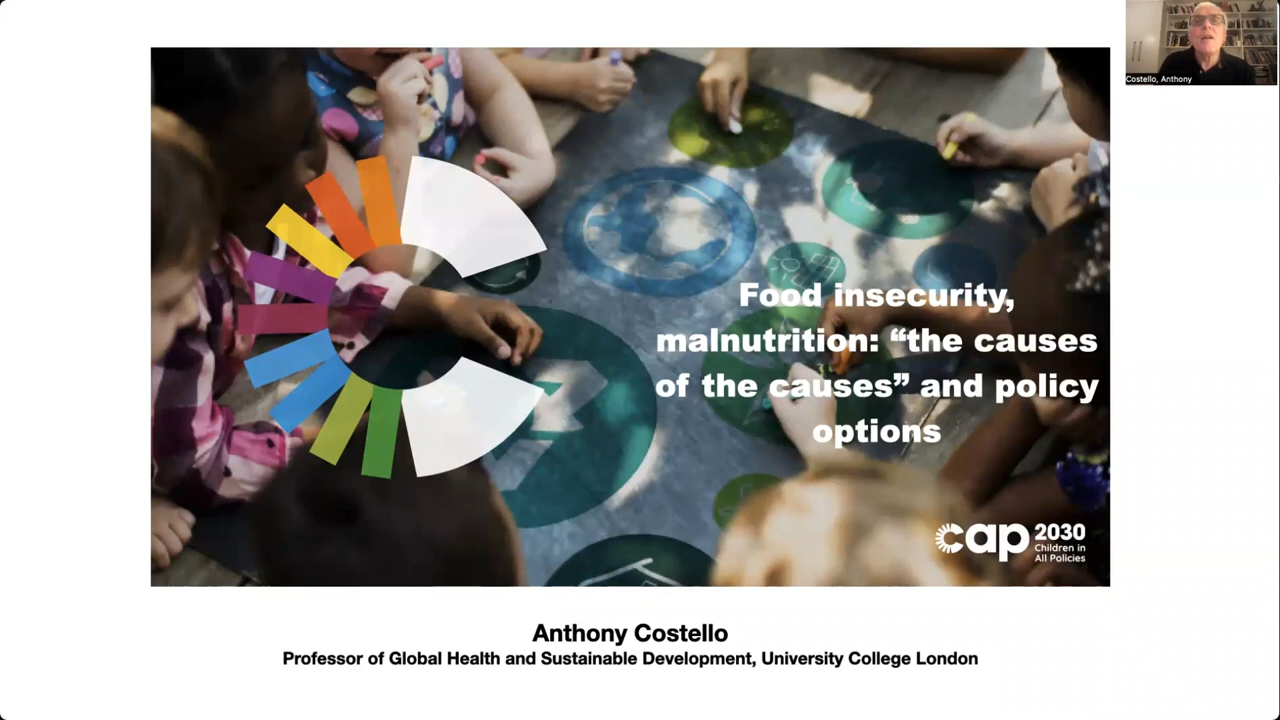 Costello, Anthony
Food insecurity,
malnutrition: “the causes
of the causes” and policy
options
cap 2030
Children in
All Policies
Anthony Costello
Professor of Global Health and Sustainable Development, University College London